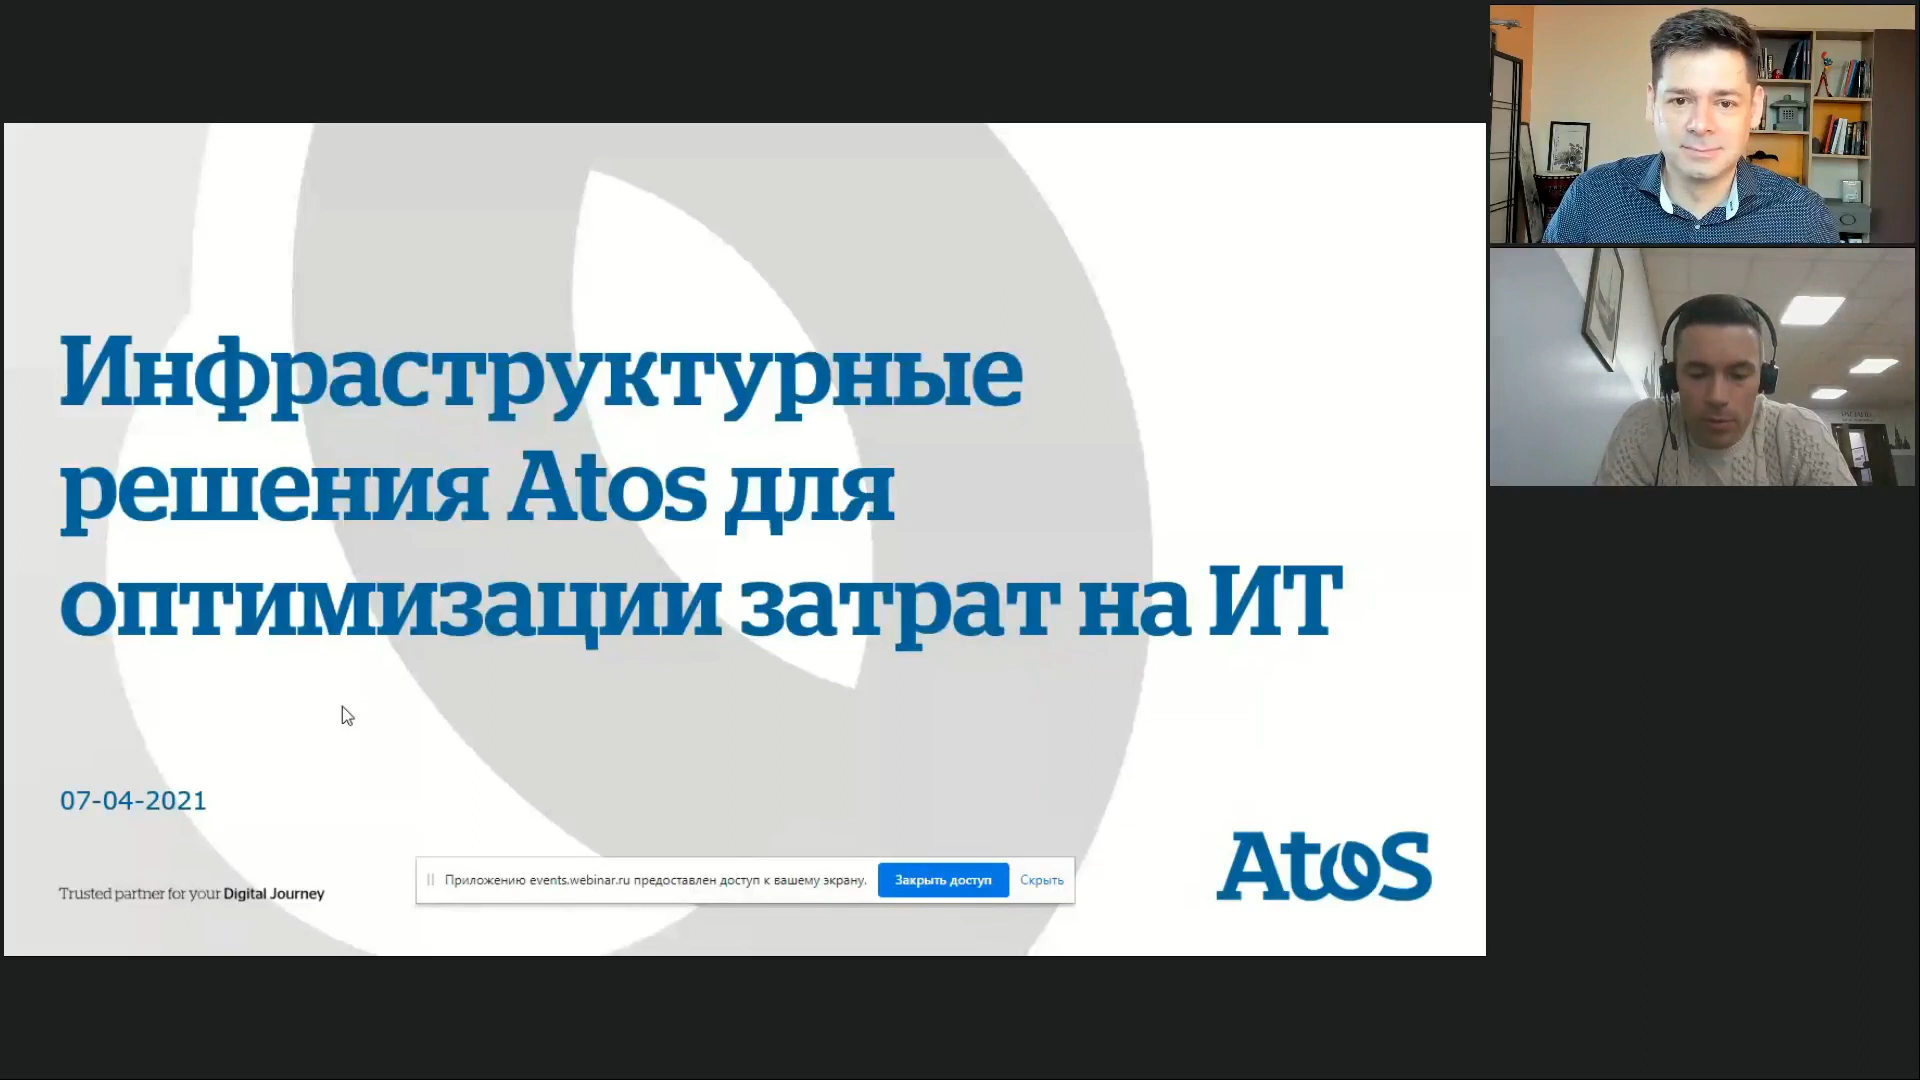 Инфраструктурные
решения Atos для
оптимизации затрат на ИТ
07-04-2021
Trusted partner for your Digital Journey
Приложению events.webinar.ru предоставлен доступ к вашему экрану.
Закрыть доступ
Скрыть
Atos